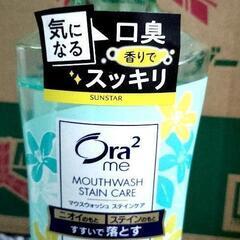 気に
なる
口臭
香りで
スッキリ
SUNSTAR
Ora²
me
MOUTHWASH
STAIN CARE
マウスウォッシュ ステインケア
ニオイのもと ステインのもと
すすいで落とす